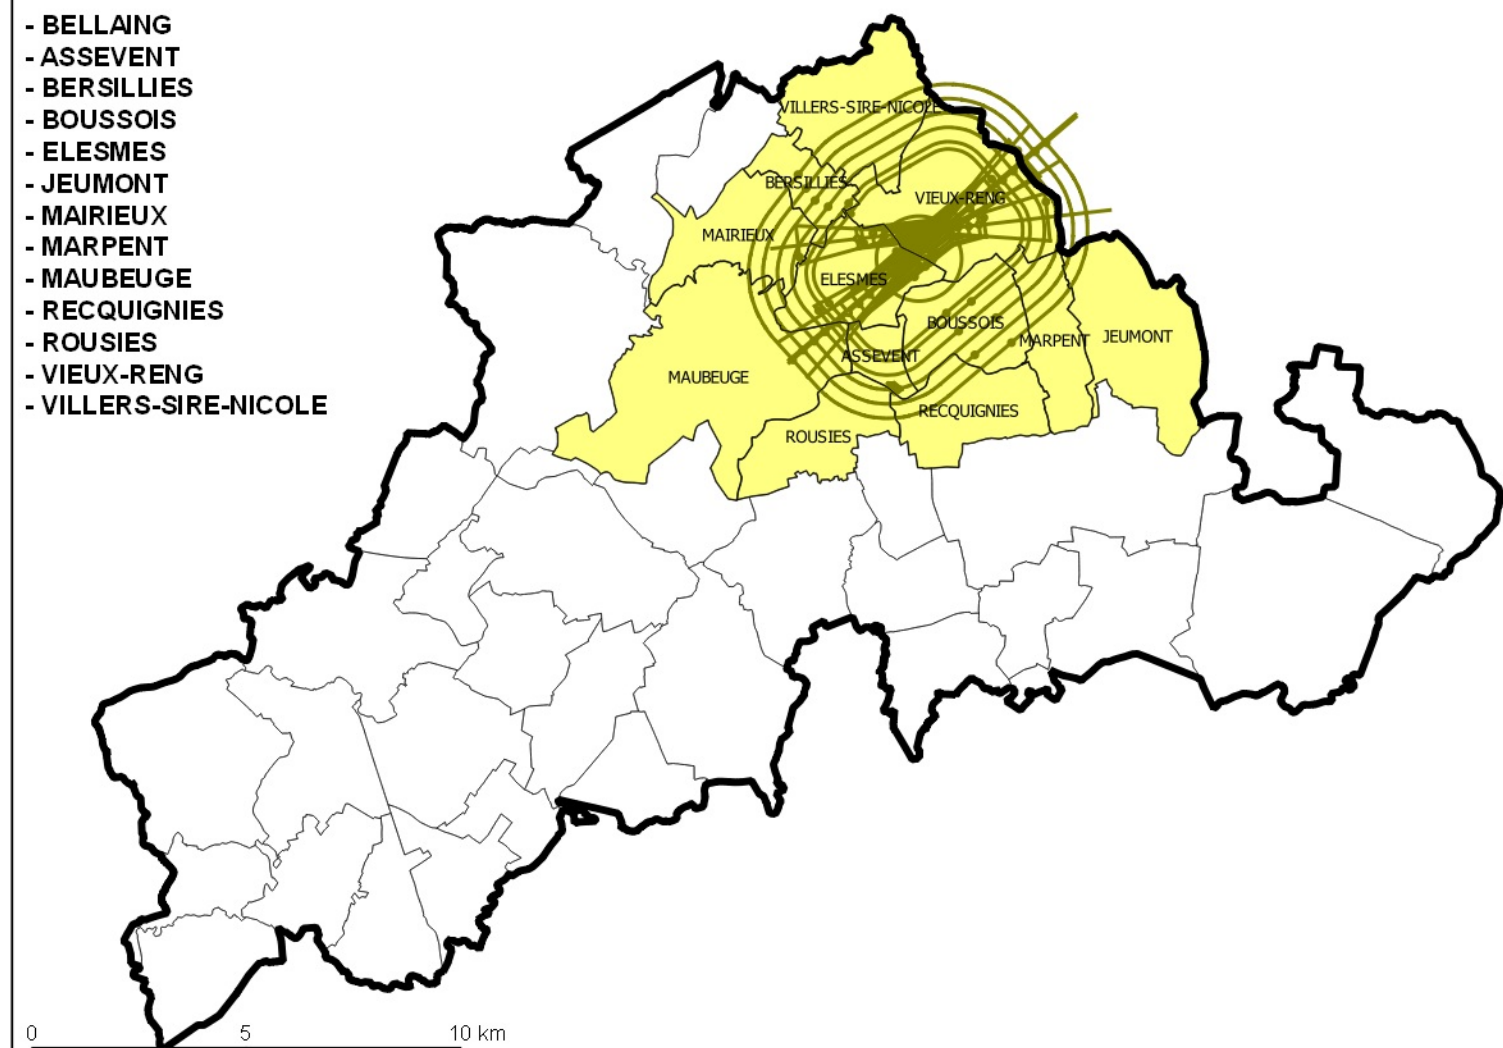 - BELLAING
- ASSEVENT
- BERSILLIES
- BOUSSOIS
- ELESMES
- JEUMONT
- MAIRIEUX
- MARPENT
- MAUBEUGE
- RECQUIGNIES
- ROUSIES
- VIEUX-RENG
- VILLERS-SIRE-NICOLE
VILLERS-SIRE-NICOLE
BERSILLIES
VIEUX-RENG
MAIRIEUX
ELESMES
BOUSSOIS
MARPENT
JEUMONT
ASSEVENT
MAUBEUGE
RECQUIGNIES
ROUSIES
0 5 10 km